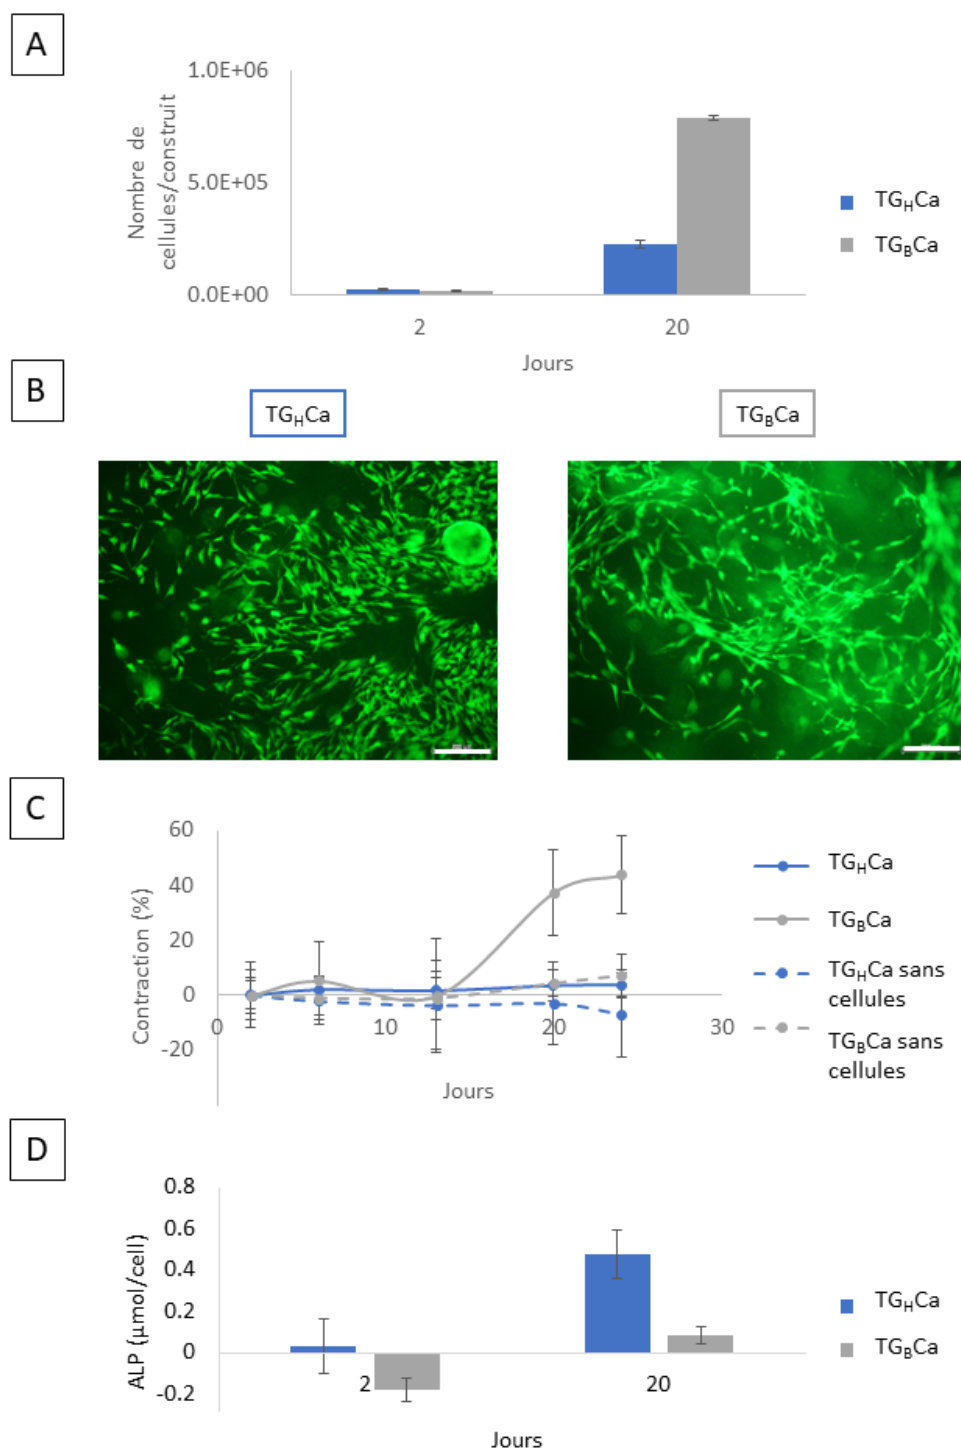 A
Nombre de
cellules/construit
1.0E+06
5.0E+05
0.0E+00
2
20
Jours
TGHCa
TGBCa
B
TGHCa
TGBCa
C
Contraction (%)
60
40
20
0
-20
0
10
20
30
Jours
TGHCa
TGBCa
TGHCa sans
cellules
TGBCa sans
cellules
D
ALP (µmol/cell)
0.8
0.6
0.4
0.2
0
-0.2
2
20
Jours
TGHCa
TGBCa